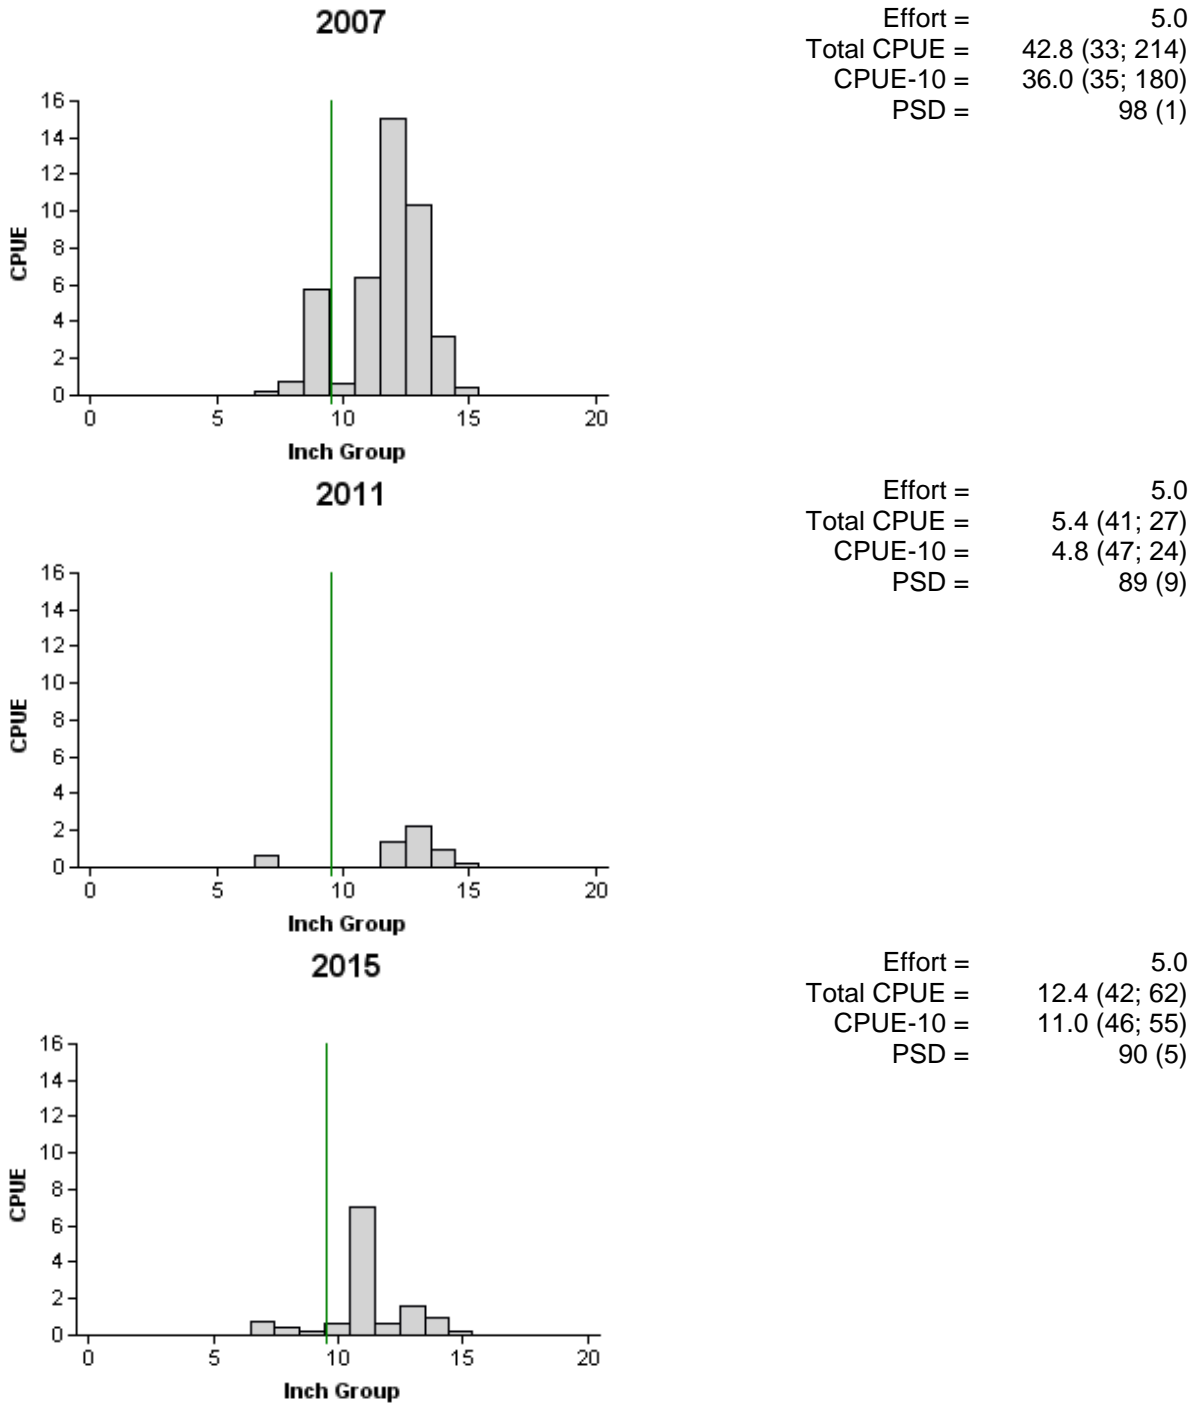 2007
Effort = 5.0
Total CPUE = 42.8 (33; 214)
CPUE-10 = 36.0 (35; 180)
PSD = 98 (1)
16
14
12
10
8
6
4
2
0
CPUE
0 5 10 15 20
Inch Group
2011
Effort = 5.0
Total CPUE = 5.4 (41; 27)
CPUE-10 = 4.8 (47; 24)
PSD = 89 (9)
16
14
12
10
8
6
4
2
0
CPUE
0 5 10 15 20
Inch Group
2015
Effort = 5.0
Total CPUE = 12.4 (42; 62)
CPUE-10 = 11.0 (46; 55)
PSD = 90 (5)
16
14
12
10
8
6
4
2
0
CPUE
0 5 10 15 20
Inch Group